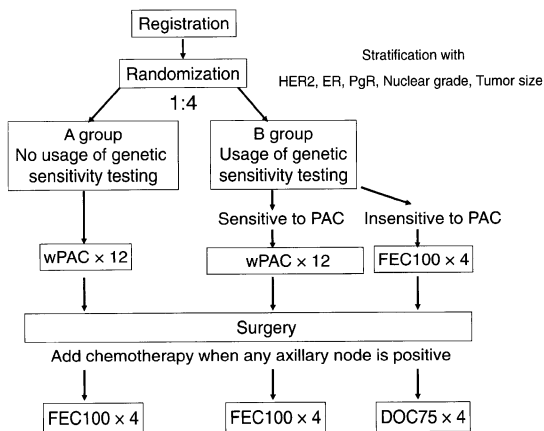 Registration
Stratification with
Randomization
HER2, ER, PgR, Nuclear grade, Tumor size
1:4
A group
No usage of genetic
sensitivity testing
B group
Usage of genetic
sensitivity testing
Sensitive to PAC
Insensitive to PAC
wPAC × 12
wPAC × 12
FEC100 × 4
Surgery
Add chemotherapy when any axillary node is positive
FEC100 × 4
FEC100 × 4
DOC75 × 4